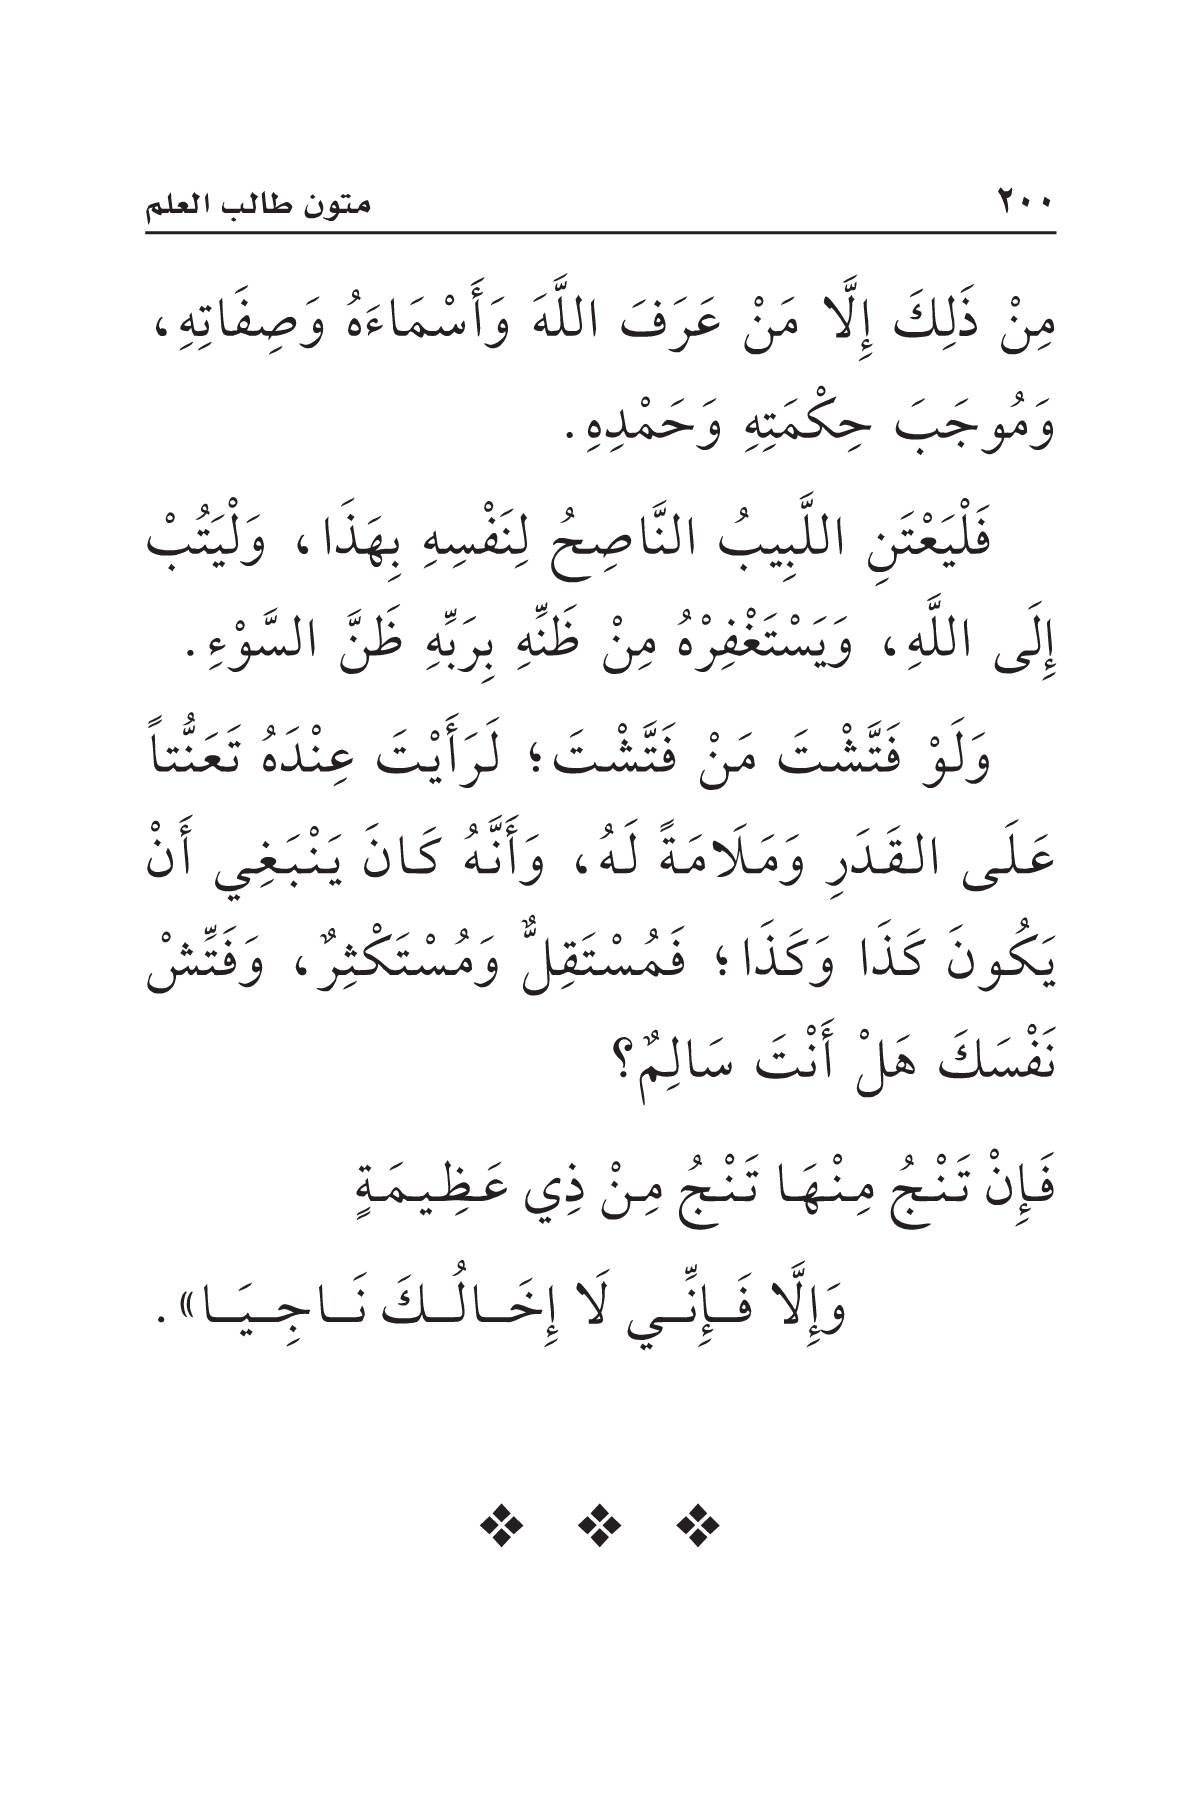 ٢٠٠ متون طالب العلم
مِنْ ذَلِكَ إِلَّا مَنْ عَرَفَ اللَّهَ وَأَسْمَاءَهُ وَصِفَاتِهِ،
وَمُوجَبَ حِكْمَتِهِ وَحَمْدِهِ.
فَلْيَعْتَنِ اللَّبِيبُ النَّاصِحُ لِنَفْسِهِ بِهَذَا، وَلْيَتُبْ
إِلَى اللَّهِ، وَيَسْتَغْفِرْهُ مِنْ ظَنِّهِ بِرَبِّهِ ظَنَّ السَّوْءِ.
وَلَوْ فَتَّشْتَ مَنْ فَتَّشْتَ؛ لَرَأَيْتَ عِنْدَهُ تَعَنُّتاً
عَلَى القَدَرِ وَمَلَامَةً لَهُ، وَأَنَّهُ كَانَ يَنْبَغِي أَنْ
يَكُونَ كَذَا وَكَذَا؛ فَمُسْتَقِلٌّ وَمُسْتَكْثِرٌ، وَفَتِّشْ
نَفْسَكَ هَلْ أَنْتَ سَالِمٌ؟
فَإِنْ تَنْجُ مِنْهَا تَنْجُ مِنْ ذِي عَظِيمَةٍ
وَإِلَّا فَإِنِّي لَا إِخَالُكَ نَاجِيَا».